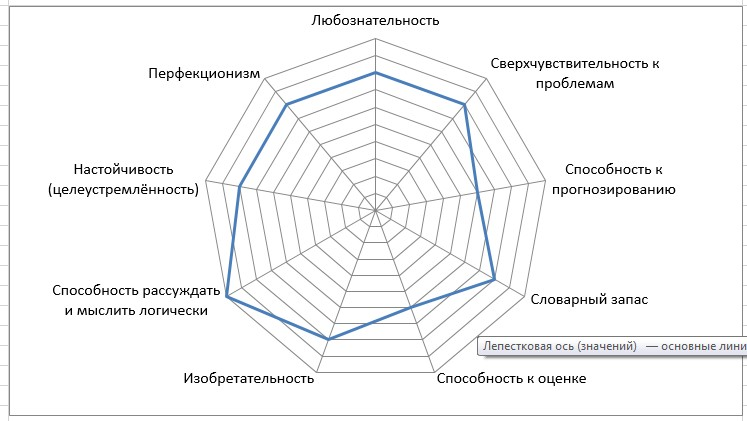 Любознательность
Сверхчувствительность к
проблемам
Перфекционизм
Способность к
прогнозированию
Настойчивость
(целеустремлённость)
Способность рассуждать
и мыслить логически
Словарный запас
Лепестковая ось (значений) — основные лини
Изобретательность
Способность к оценке